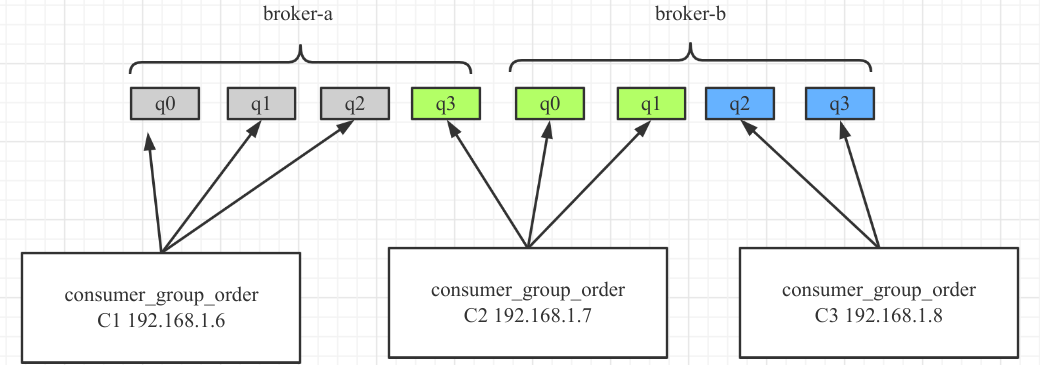 broker-a
broker-b
q0
q1
q2
q3
q0
q1
q2
q3
consumer_group_order
C1 192.168.1.6
consumer_group_order
C2 192.168.1.7
consumer_group_order
C3 192.168.1.8